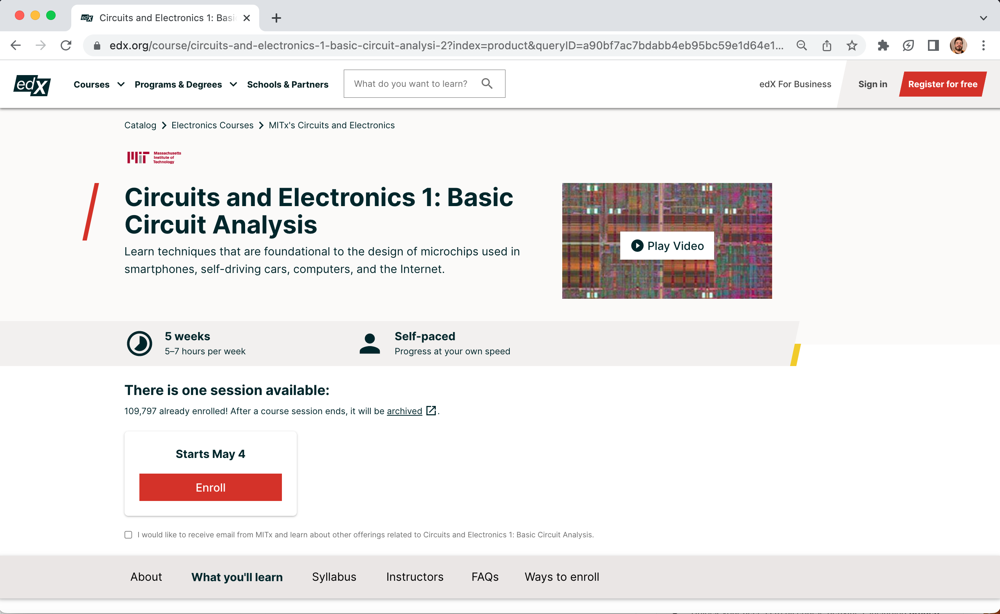 edX Circuits and Electronics 1: Basic
edx.org/course/circuits-and-electronics-1-basic-circuit-analysi-2?index=product&queryID=a90bf7ac7bdabb4eb95bc59e1d64e1...
edX Courses Programs & Degrees Schools & Partners What do you want to learn? edX For Business Sign in Register for free
Catalog Electronics Courses MITx's Circuits and Electronics
MIT Massachusetts
Institute of
Technology
Circuits and Electronics 1: Basic
Circuit Analysis
Learn techniques that are foundational to the design of microchips used in
smartphones, self-driving cars, computers, and the Internet.
Play Video
5 weeks
5–7 hours per week
Self-paced
Progress at your own speed
There is one session available:
109,797 already enrolled! After a course session ends, it will be archived.
Starts May 4
Enroll
I would like to receive email from MITx and learn about other offerings related to Circuits and Electronics 1: Basic Circuit Analysis.
About What you'll learn Syllabus Instructors FAQs Ways to enroll